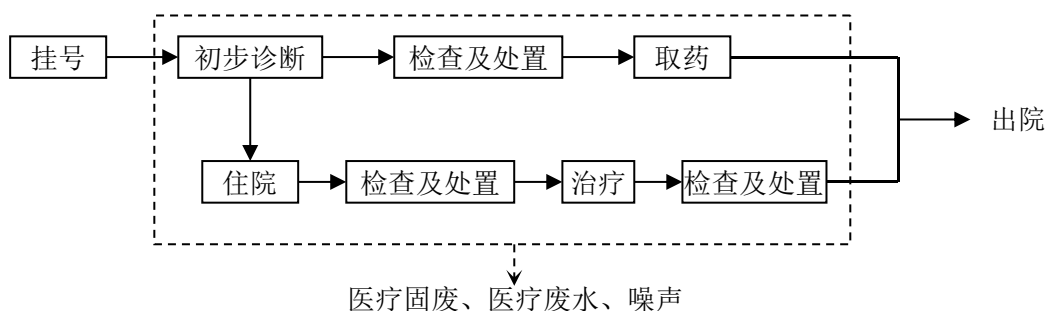 挂号
初步诊断
检查及处置
取药
出院
住院
检查及处置
治疗
检查及处置
医疗固废、医疗废水、噪声